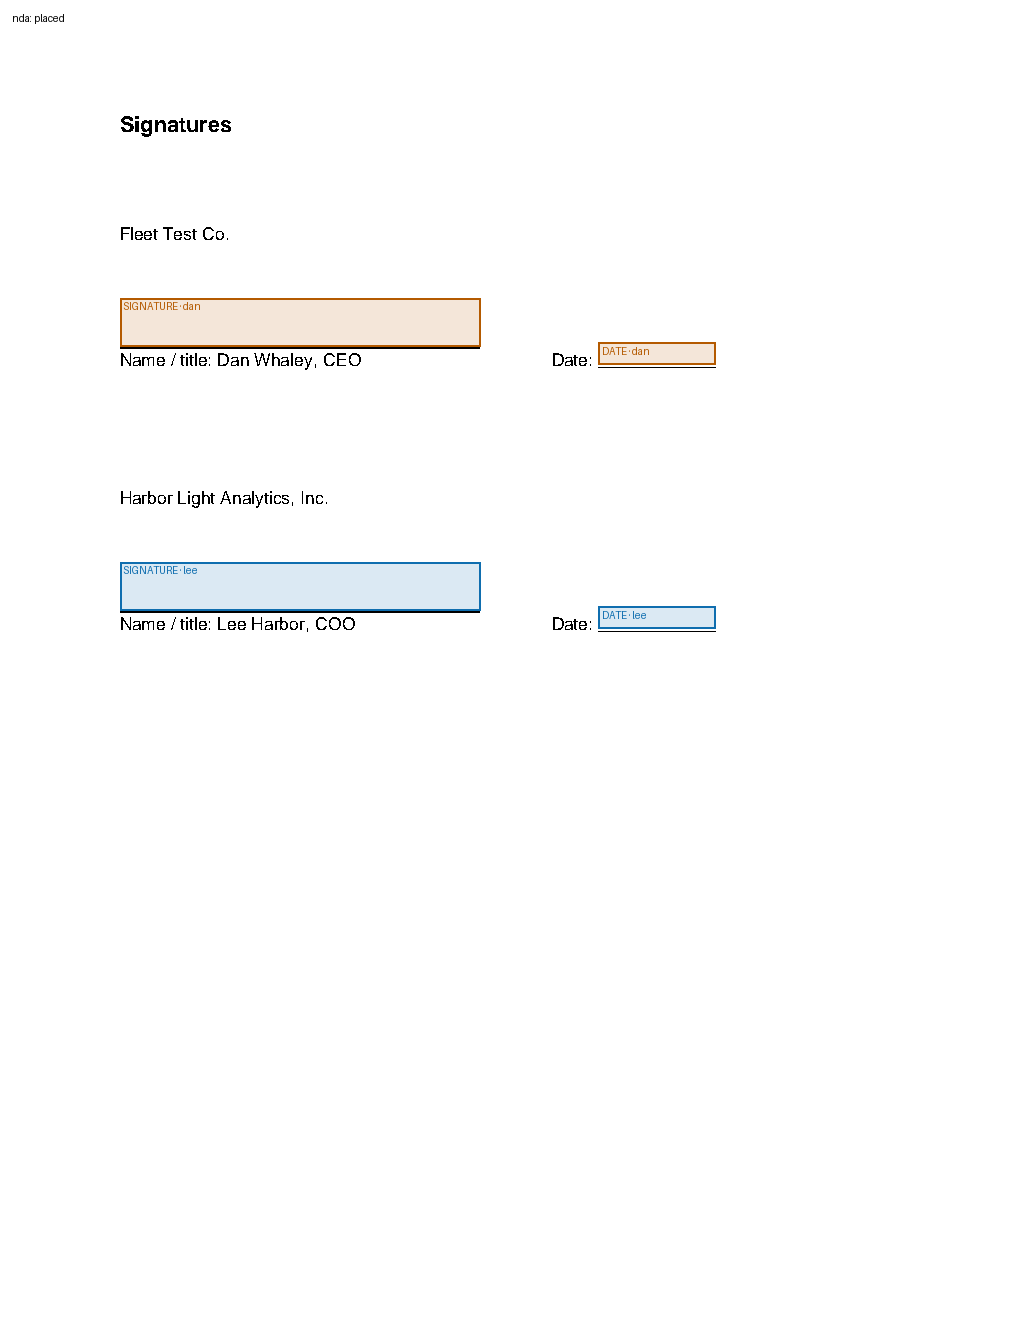 nda: placed
Signatures
Fleet Test Co.
SIGNATURE·dan
Name / title: Dan Whaley, CEO
Date: DATE·dan
Harbor Light Analytics, Inc.
SIGNATURE·lee
Name / title: Lee Harbor, COO
Date: DATE·lee